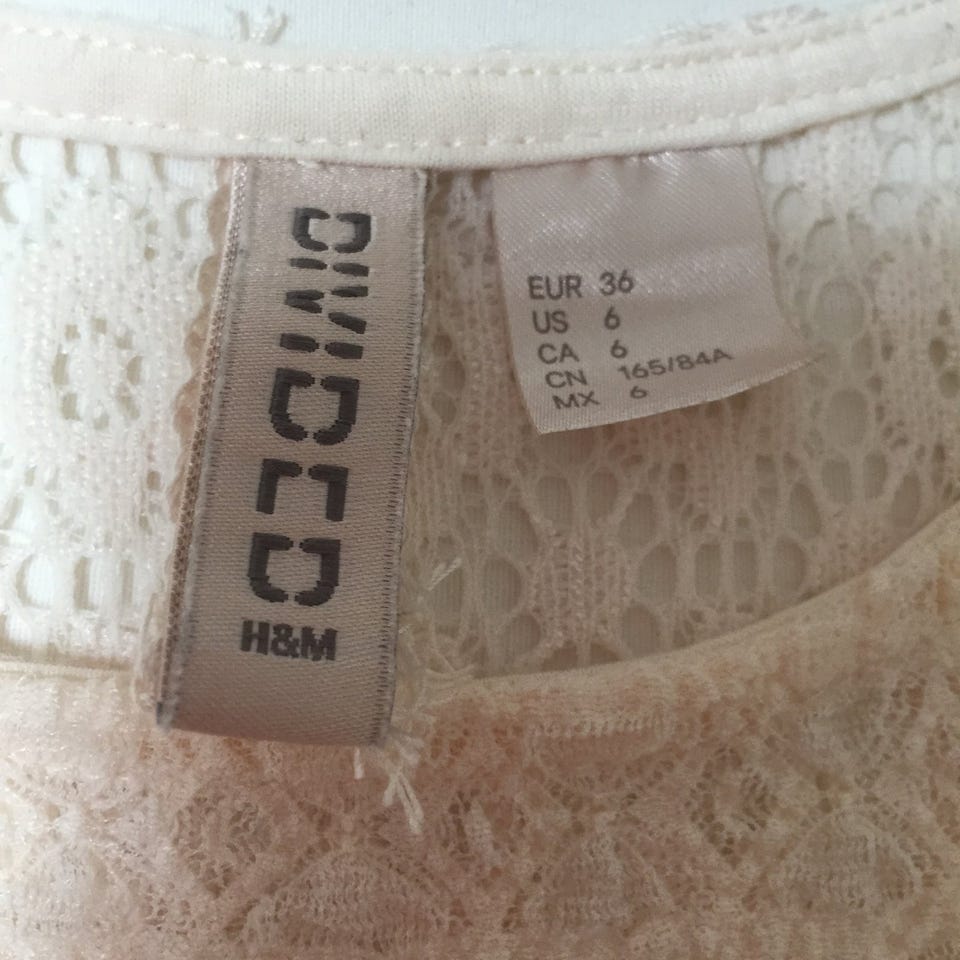 DIVIDED
H&M
EUR 36
US 6
CA 6
CN 165/84A
MX 6